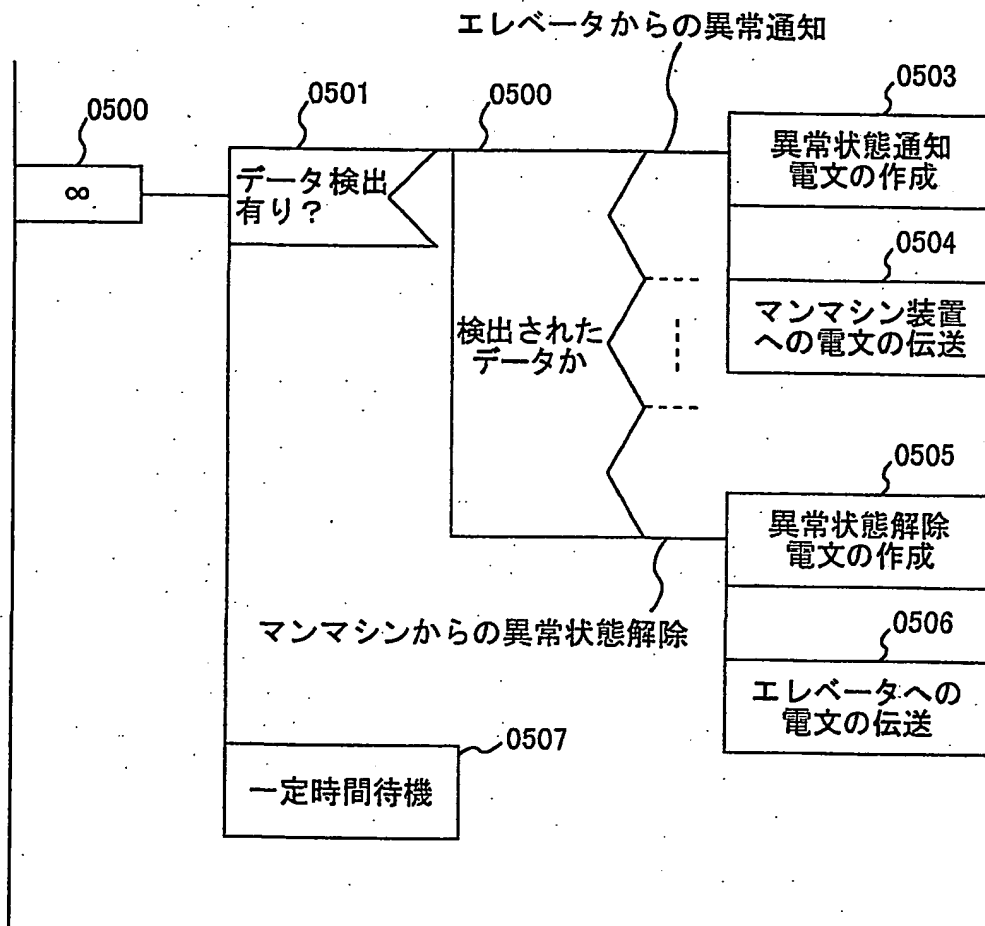 エレベータからの異常通知
0500
∞
0501
データ検出
有り？
0500
検出された
データか
0503
異常状態通知
電文の作成
0504
マンマシン装置
への電文の伝送
0505
異常状態解除
電文の作成
マンマシンからの異常状態解除
0506
エレベータへの
電文の伝送
0507
一定時間待機